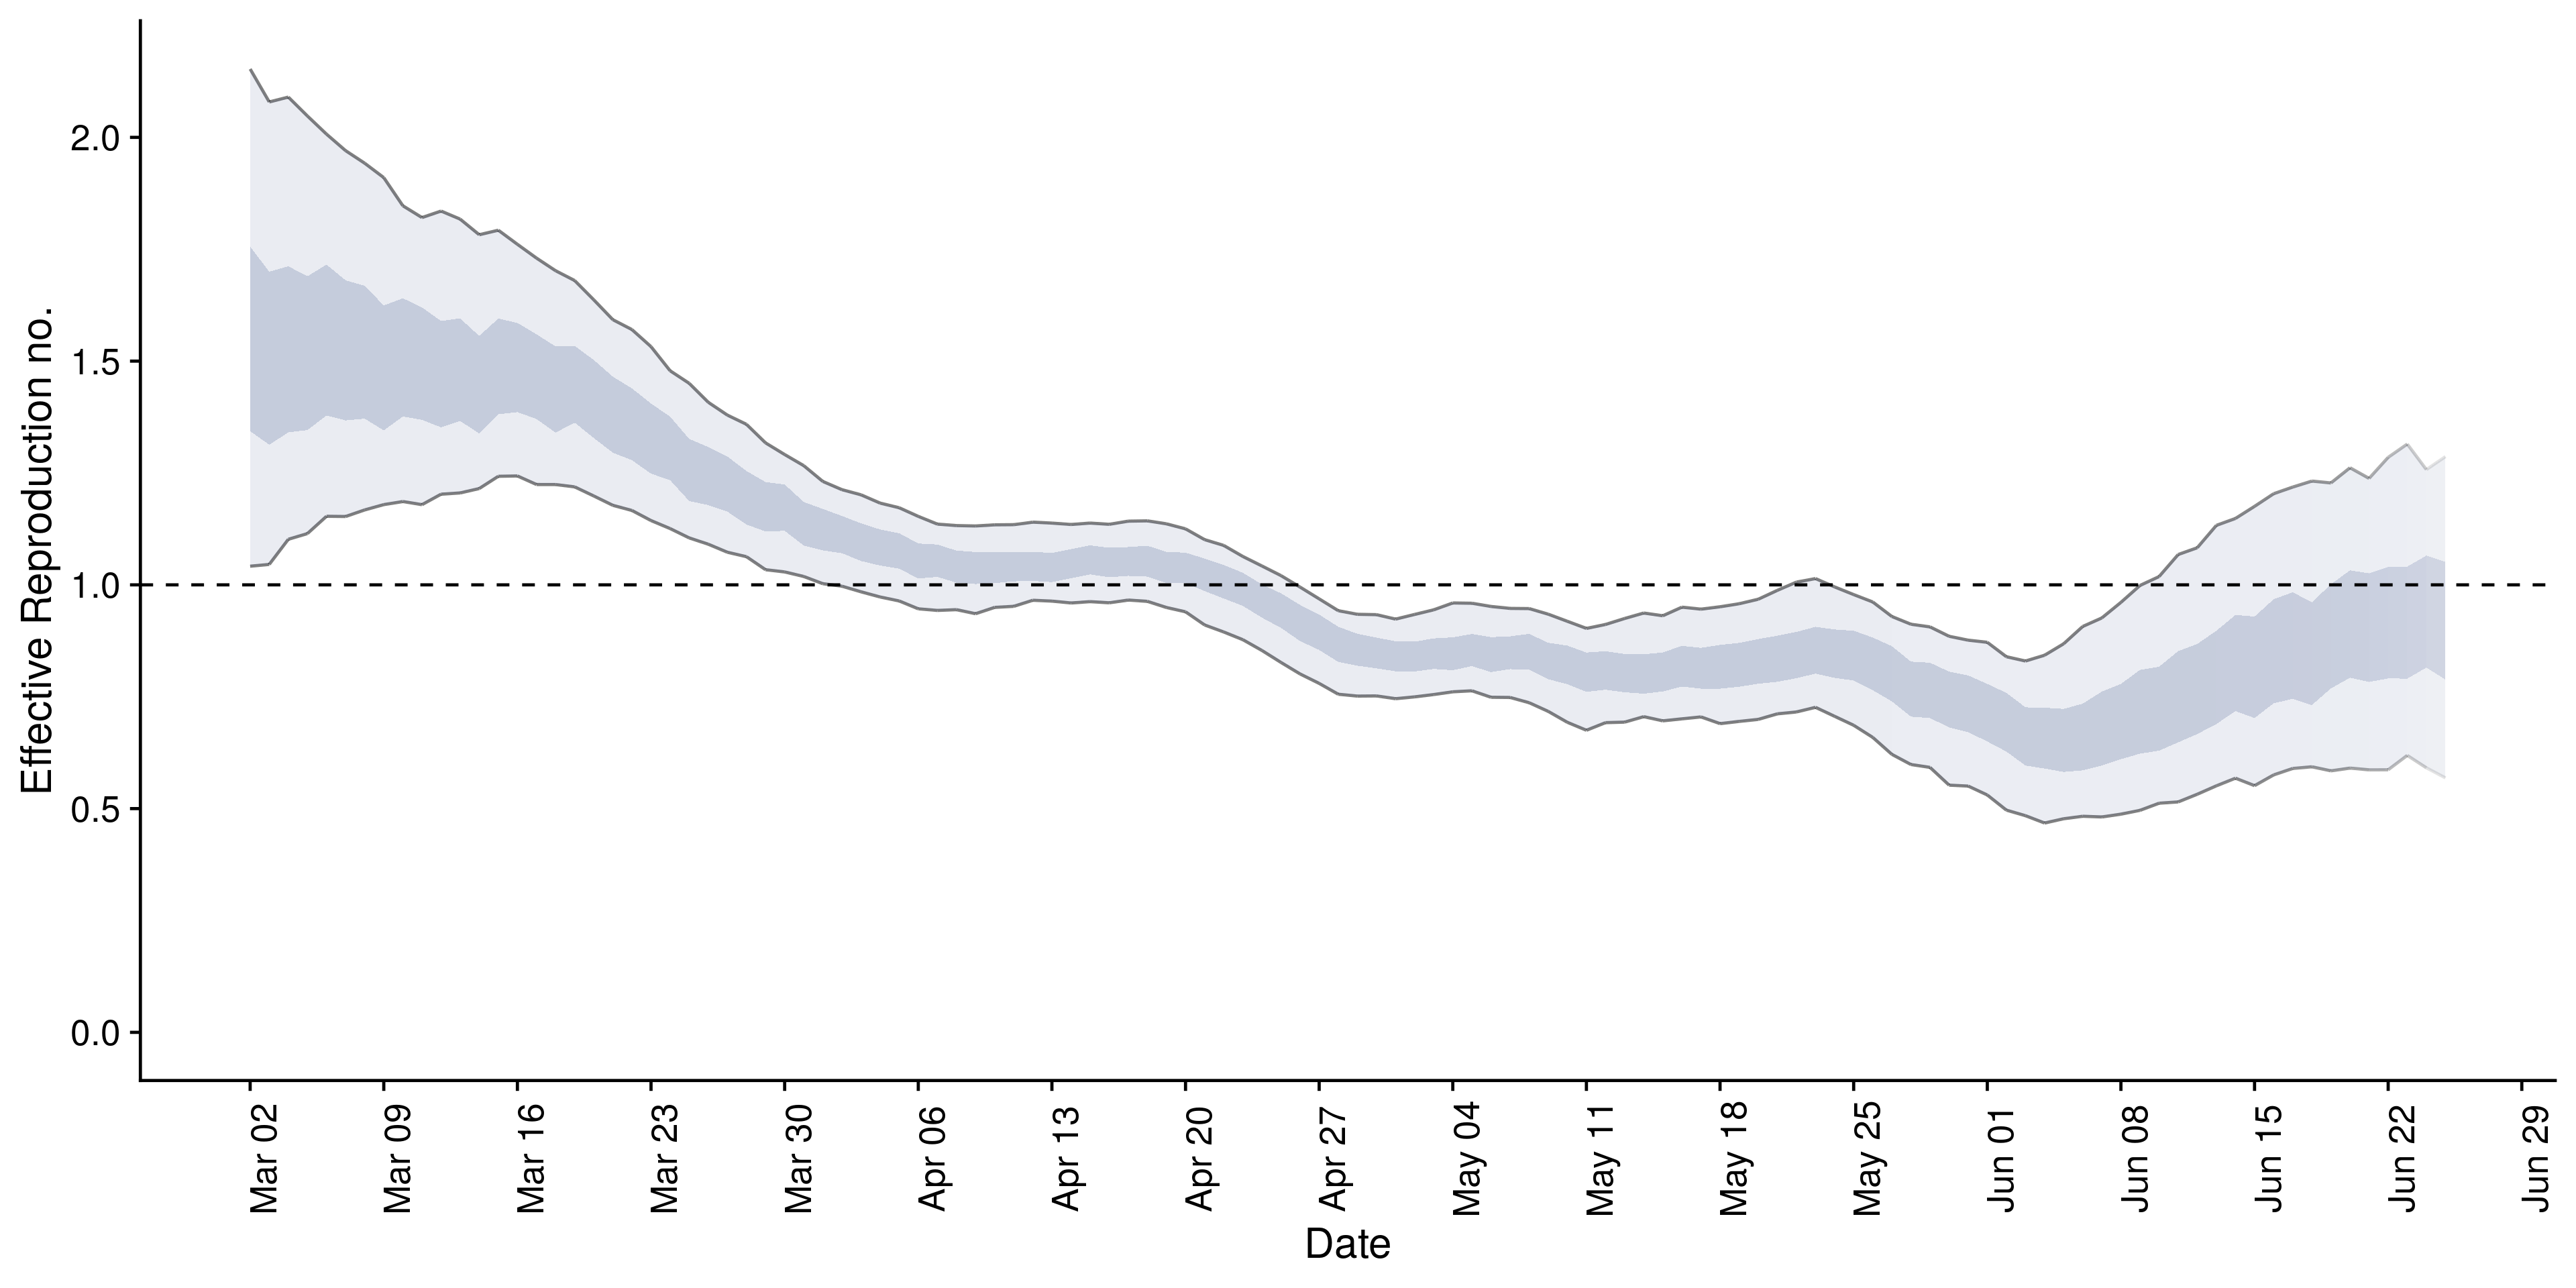 Effective Reproduction no.
2.0
1.5
1.0
0.5
0.0
Mar 02
Mar 09
Mar 16
Mar 23
Mar 30
Apr 06
Apr 13
Apr 20
Apr 27
May 04
May 11
May 18
May 25
Jun 01
Jun 08
Jun 15
Jun 22
Jun 29
Date